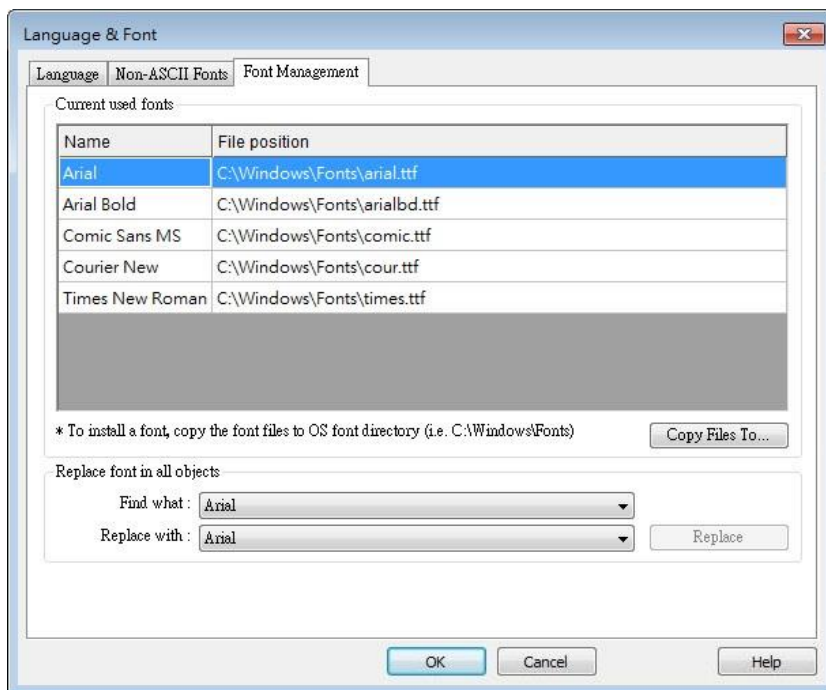 Language & Font
Language Non-ASCII Fonts Font Management
Current used fonts
Name File position
Arial C:\Windows\Fonts\arial.ttf
Arial Bold C:\Windows\Fonts\arialbd.ttf
Comic Sans MS C:\Windows\Fonts\comic.ttf
Courier New C:\Windows\Fonts\cour.ttf
Times New Roman C:\Windows\Fonts\times.ttf
* To install a font, copy the font files to OS font directory (i.e. C:\Windows\Fonts) Copy Files To...
Replace font in all objects
Find what : Arial
Replace with : Arial Replace
OK Cancel Help